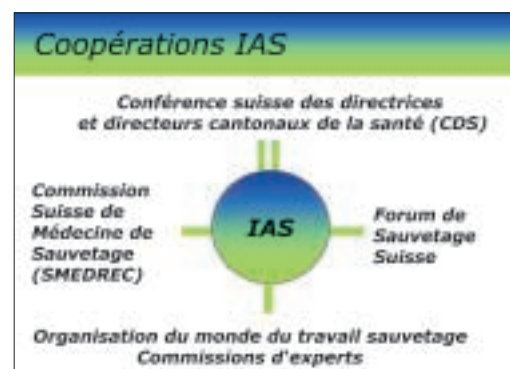 Coopérations IAS
Conférence suisse des directrices
et directeurs cantonaux de la santé (CDS)
Commission
Suisse de
Médecine de
Sauvetage
(SMEDREC)
IAS
Forum de
Sauvetage
Suisse
Organisation du monde du travail sauvetage
Commissions d'experts